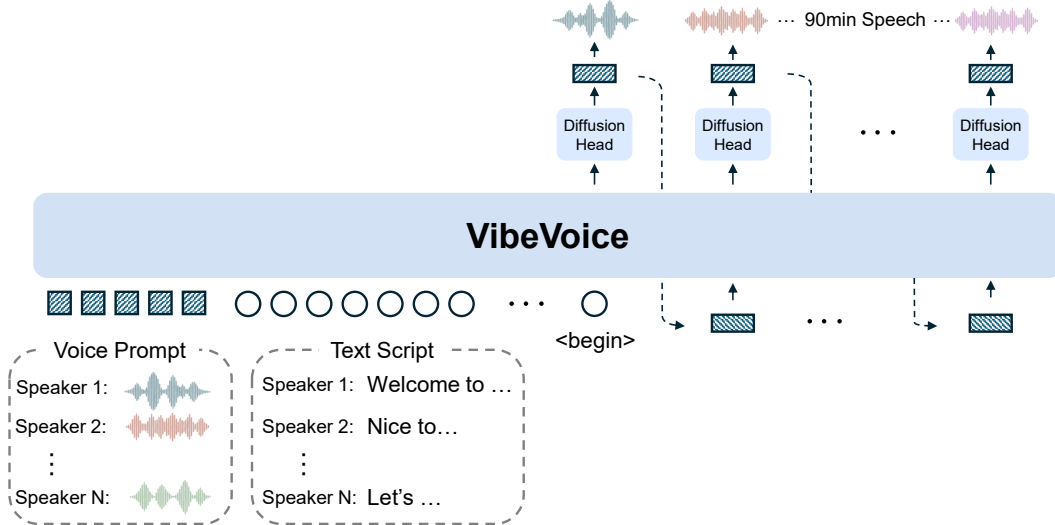 ··· 90min Speech ···
Diffusion Head
Diffusion Head
···
Diffusion Head
VibeVoice
···
<begin>
···
Voice Prompt
Speaker 1:
Speaker 2:
⋮
Speaker N:
Text Script
Speaker 1: Welcome to …
Speaker 2: Nice to…
⋮
Speaker N: Let's …